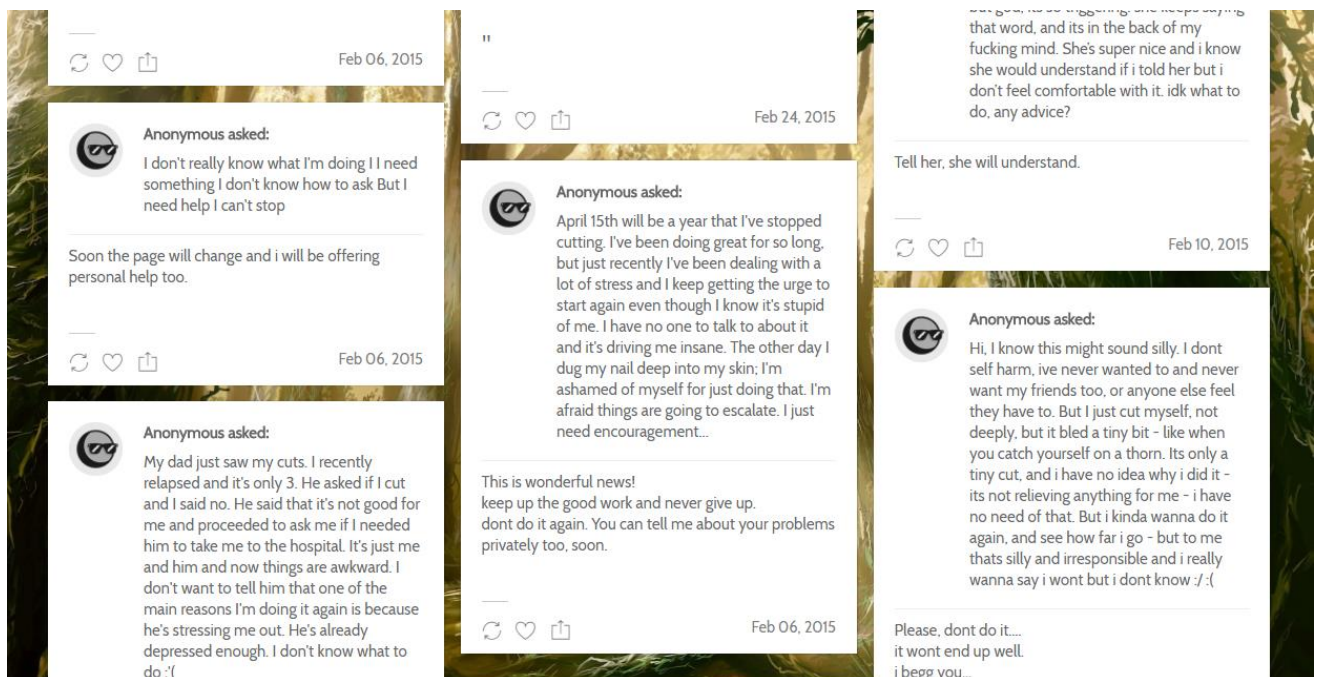 Feb 06, 2015
Anonymous asked:
I don't really know what I'm doing I I need
something I don't know how to ask But I
need help I can't stop
Soon the page will change and i will be offering
personal help too.
Feb 06, 2015
Anonymous asked:
My dad just saw my cuts. I recently
relapsed and it's only 3. He asked if I cut
and I said no. He said that it's not good for
me and proceeded to ask me if I needed
him to take me to the hospital. It's just me
and him and now things are awkward. I
don't want to tell him that one of the
main reasons I'm doing it again is because
he's stressing me out. He's already
depressed enough. I don't know what to
do :'(
"
Feb 24, 2015
Anonymous asked:
April 15th will be a year that I've stopped
cutting. I've been doing great for so long,
but just recently I've been dealing with a
lot of stress and I keep getting the urge to
start again even though I know it's stupid
of me. I have no one to talk to about it
and it's driving me insane. The other day I
dug my nail deep into my skin; I'm
ashamed of myself for just doing that. I'm
afraid things are going to escalate. I just
need encouragement...
This is wonderful news!
keep up the good work and never give up.
dont do it again. You can tell me about your problems
privately too, soon.
Feb 06, 2015
but god, its so triggering. she keeps saying
that word, and its in the back of my
fucking mind. She's super nice and i know
she would understand if i told her but i
don't feel comfortable with it. idk what to
do, any advice?
Tell her, she will understand.
Feb 10, 2015
Anonymous asked:
Hi, I know this might sound silly. I dont
self harm, ive never wanted to and never
want my friends too, or anyone else feel
they have to. But I just cut myself, not
deeply, but it bled a tiny bit - like when
you catch yourself on a thorn. Its only a
tiny cut, and i have no idea why i did it -
its not relieving anything for me - i have
no need of that. But i kinda wanna do it
again, and see how far i go - but to me
thats silly and irresponsible and i really
wanna say i wont but i dont know :/ :(
Please, dont do it....
it wont end up well.
i begg you...